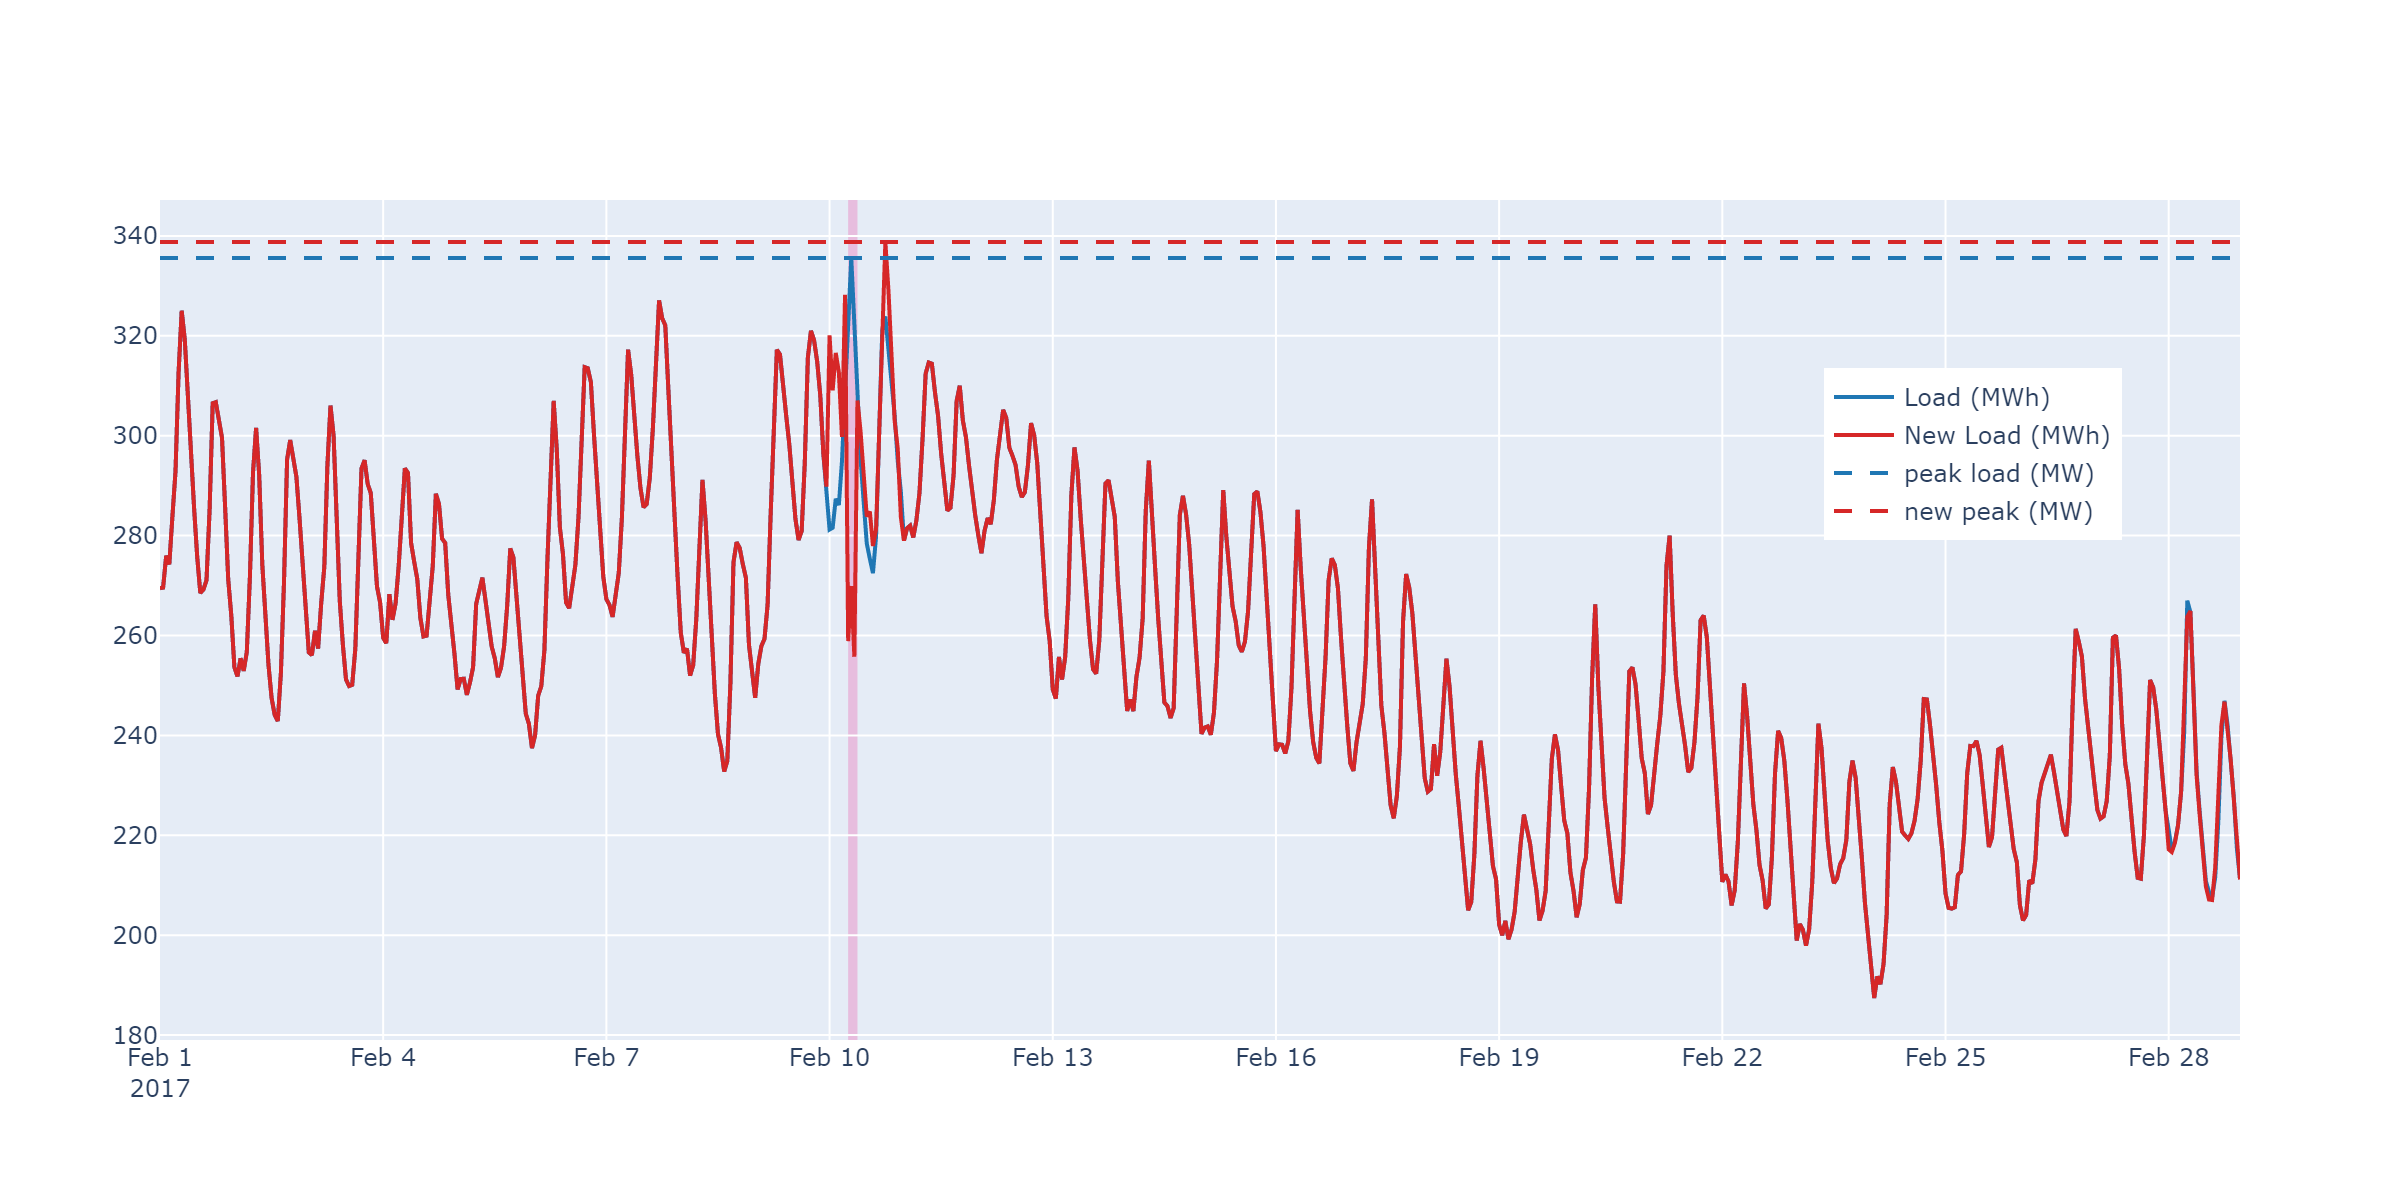 340
320
300
280
260
240
220
200
180
Feb 1
2017
Feb 4
Feb 7
Feb 10
Feb 13
Feb 16
Feb 19
Feb 22
Feb 25
Feb 28
Load (MWh)
New Load (MWh)
peak load (MW)
new peak (MW)